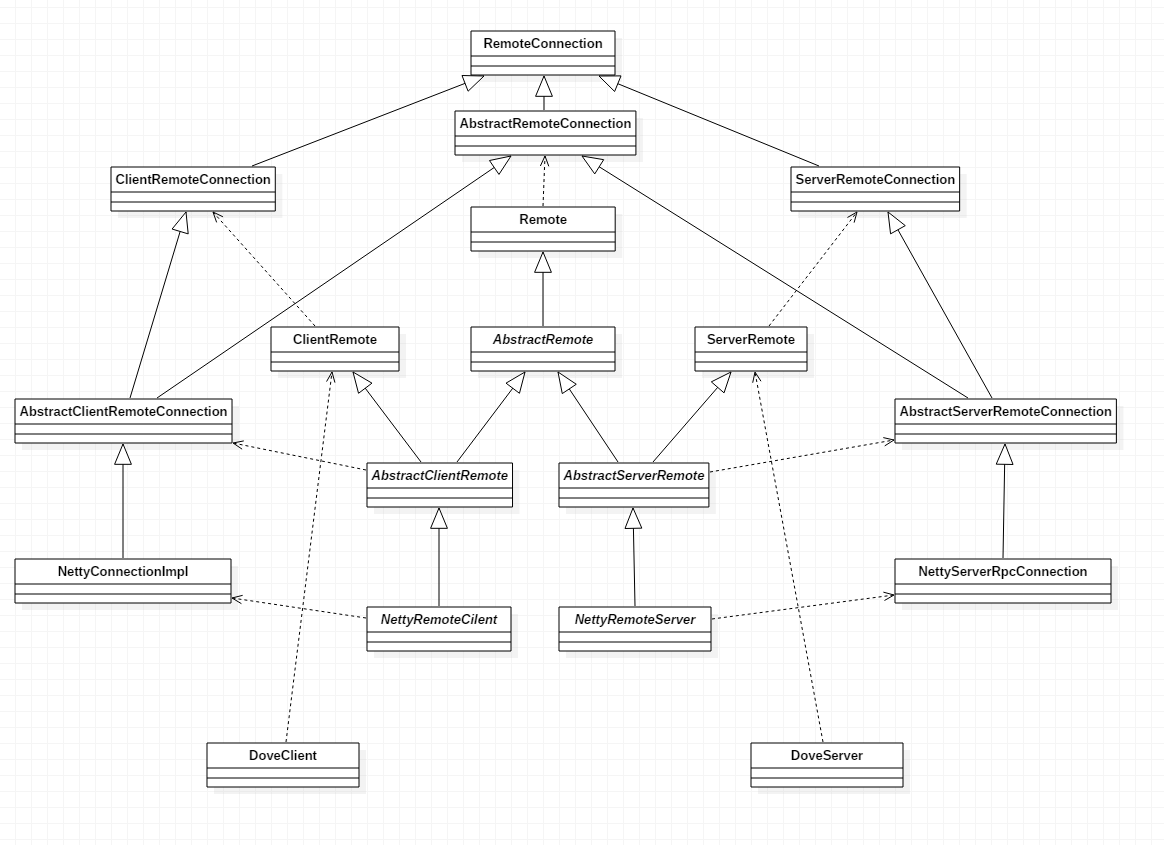 RemoteConnection
AbstractRemoteConnection
ClientRemoteConnection
ServerRemoteConnection
Remote
ClientRemote
AbstractRemote
ServerRemote
AbstractClientRemoteConnection
AbstractServerRemoteConnection
AbstractClientRemote
AbstractServerRemote
NettyConnectionImpl
NettyServerRpcConnection
NettyRemoteCilent
NettyRemoteServer
DoveClient
DoveServer